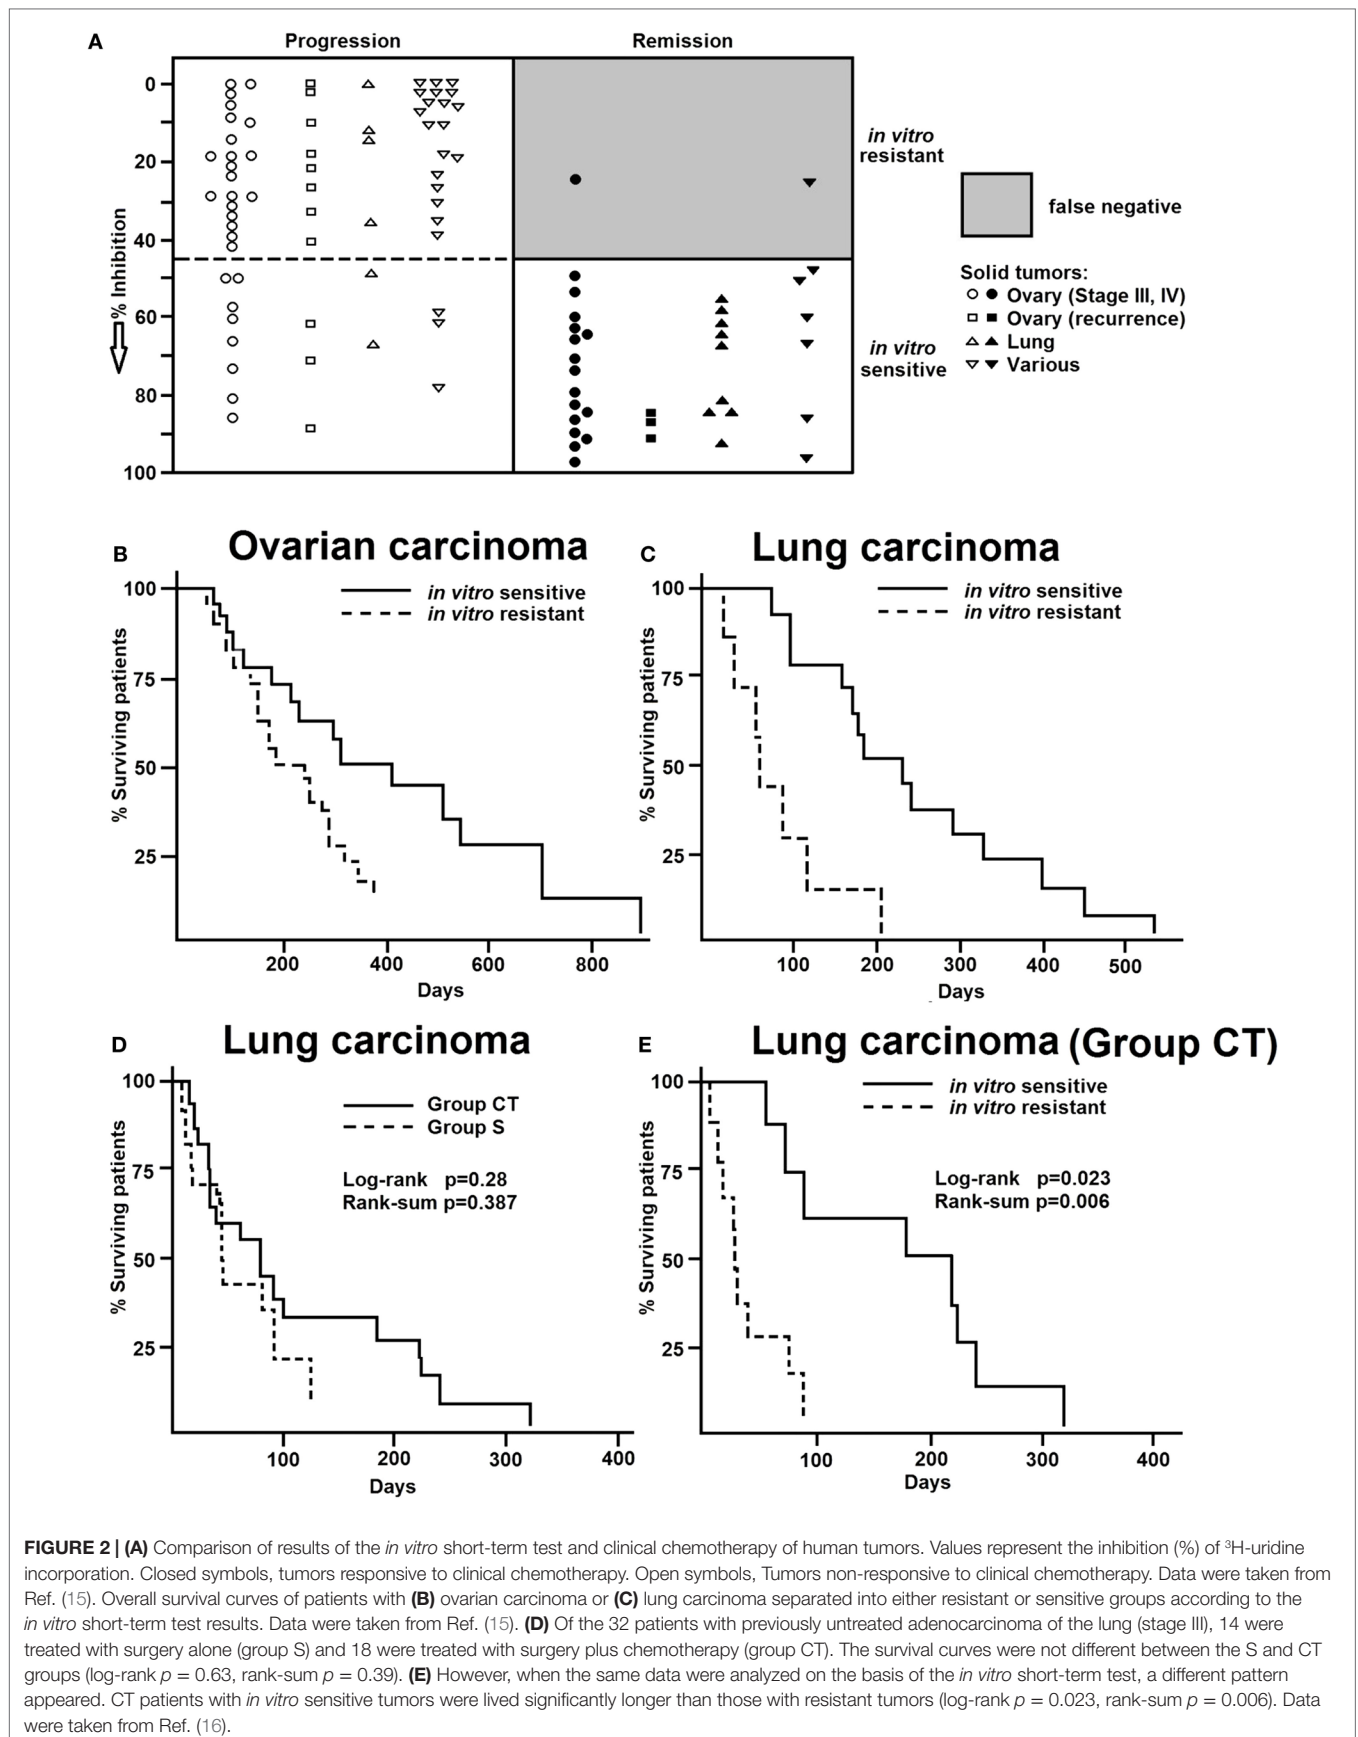 A
Progression
Remission
0
20
40
60
80
100
% Inhibition
in vitro
resistant
in vitro
sensitive
false negative
Solid tumors:
Ovary (Stage III, IV)
Ovary (recurrence)
Lung
Various
B
Ovarian carcinoma
in vitro sensitive
in vitro resistant
100
75
50
25
% Surviving patients
200 400 600 800
Days
C
Lung carcinoma
in vitro sensitive
in vitro resistant
100
75
50
25
% Surviving patients
100 200 300 400 500
Days
D
Lung carcinoma
Group CT
Group S
Log-rank p=0.28
Rank-sum p=0.387
100
75
50
25
% Surviving patients
100 200 300 400
Days
E
Lung carcinoma (Group CT)
in vitro sensitive
in vitro resistant
Log-rank p=0.023
Rank-sum p=0.006
100
75
50
25
% Surviving patients
100 200 300 400
Days
FIGURE 2 | (A) Comparison of results of the in vitro short-term test and clinical chemotherapy of human tumors. Values represent the inhibition (%) of ³H-uridine
incorporation. Closed symbols, tumors responsive to clinical chemotherapy. Open symbols, Tumors non-responsive to clinical chemotherapy. Data were taken from
Ref. (15). Overall survival curves of patients with (B) ovarian carcinoma or (C) lung carcinoma separated into either resistant or sensitive groups according to the
in vitro short-term test results. Data were taken from Ref. (15). (D) Of the 32 patients with previously untreated adenocarcinoma of the lung (stage III), 14 were
treated with surgery alone (group S) and 18 were treated with surgery plus chemotherapy (group CT). The survival curves were not different between the S and CT
groups (log-rank p = 0.63, rank-sum p = 0.39). (E) However, when the same data were analyzed on the basis of the in vitro short-term test, a different pattern
appeared. CT patients with in vitro sensitive tumors were lived significantly longer than those with resistant tumors (log-rank p = 0.023, rank-sum p = 0.006). Data
were taken from Ref. (16).